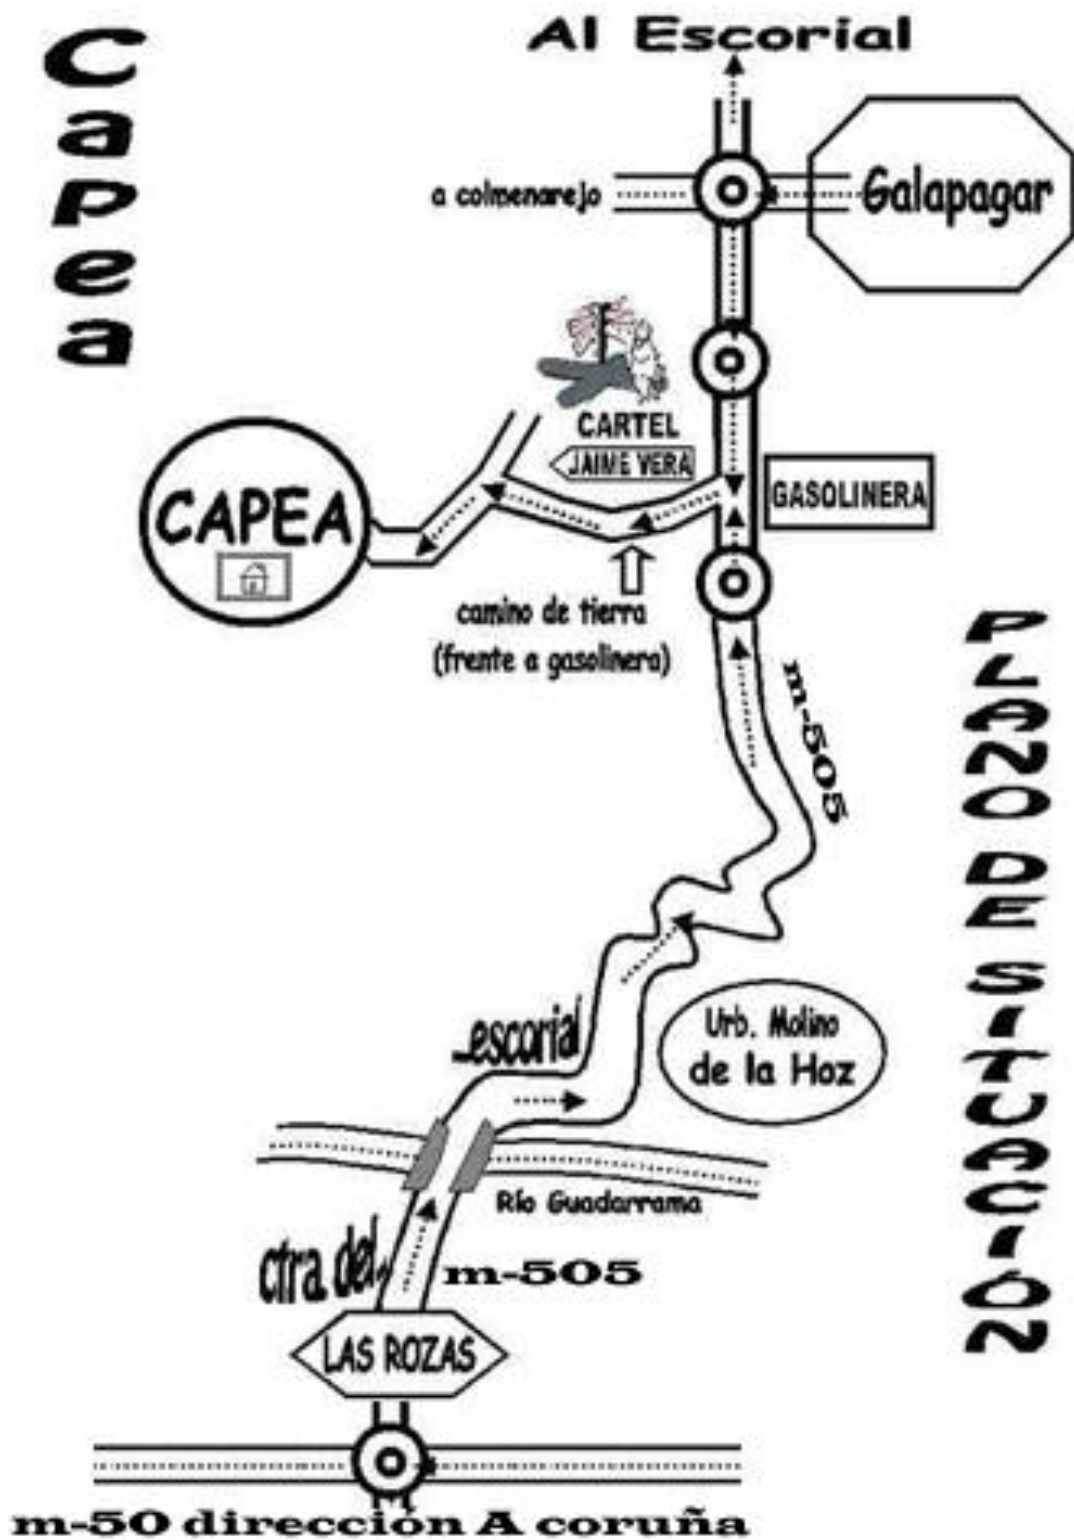 Capea
Al Escorial
a colmenarejo
Galapagar
CARTEL
JAIME VERA
GASOLINERA
CAPEA
camino de tierra
(frente a gasolinera)
m-505
PLANO DE SITUACIÓN
Urb. Molino
de la Hoz
ctra. del.
..escorial
Río Guadarrama
m-505
LAS ROZAS
m-50 dirección A coruña